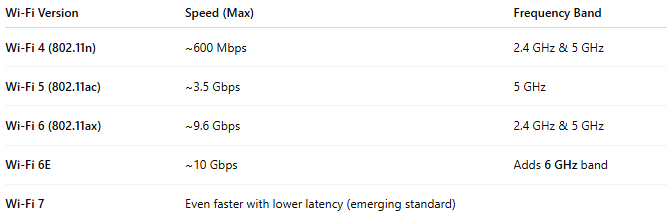 Wi-Fi Version Speed (Max) Frequency Band
Wi-Fi 4 (802.11n) ~600 Mbps 2.4 GHz & 5 GHz
Wi-Fi 5 (802.11ac) ~3.5 Gbps 5 GHz
Wi-Fi 6 (802.11ax) ~9.6 Gbps 2.4 GHz & 5 GHz
Wi-Fi 6E ~10 Gbps Adds 6 GHz band
Wi-Fi 7 Even faster with lower latency (emerging standard)